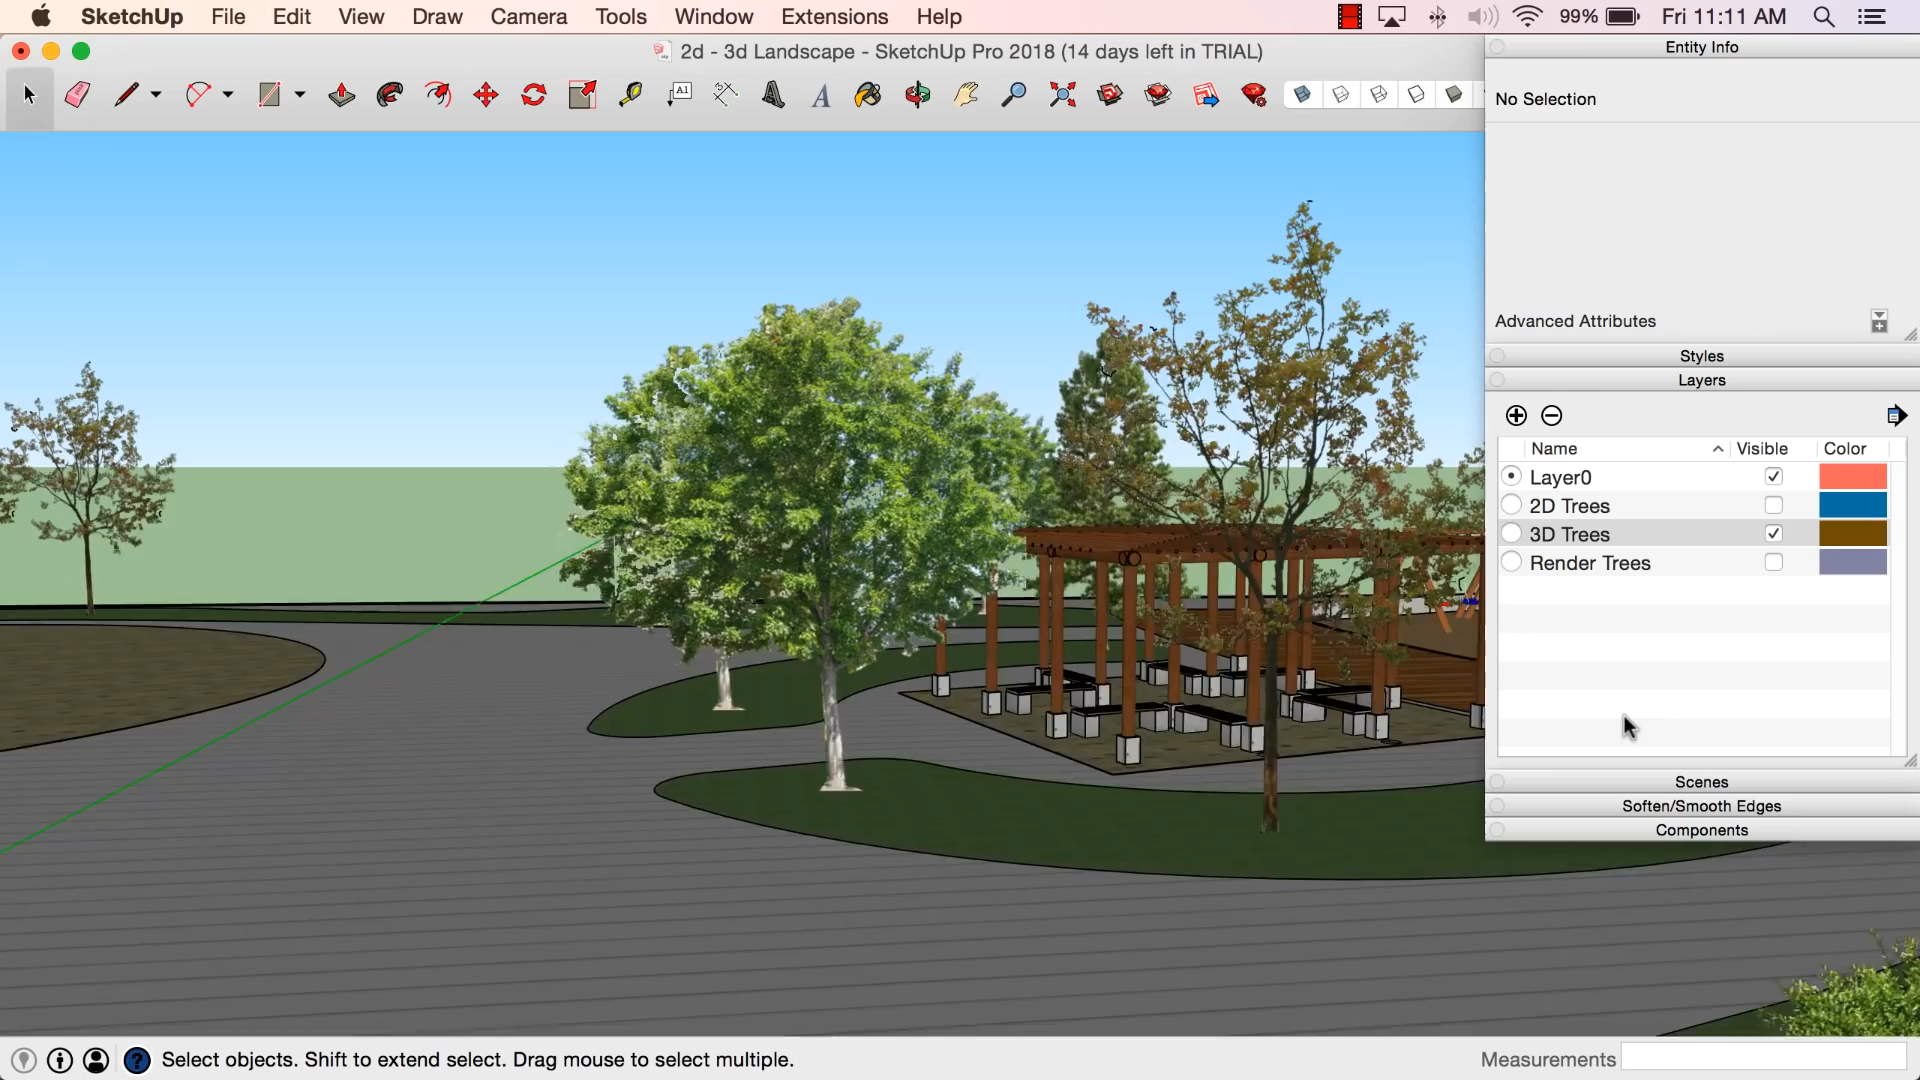 SketchUp File Edit View Draw Camera Tools Window Extensions Help 99% Fri 11:11 AM
2d - 3d Landscape - SketchUp Pro 2018 (14 days left in TRIAL)
Entity Info
A1
A
No Selection
Advanced Attributes
Styles
Layers
Name Visible Color
Layer0
2D Trees
3D Trees
Render Trees
Scenes
Soften/Smooth Edges
Components
Select objects. Shift to extend select. Drag mouse to select multiple.
Measurements